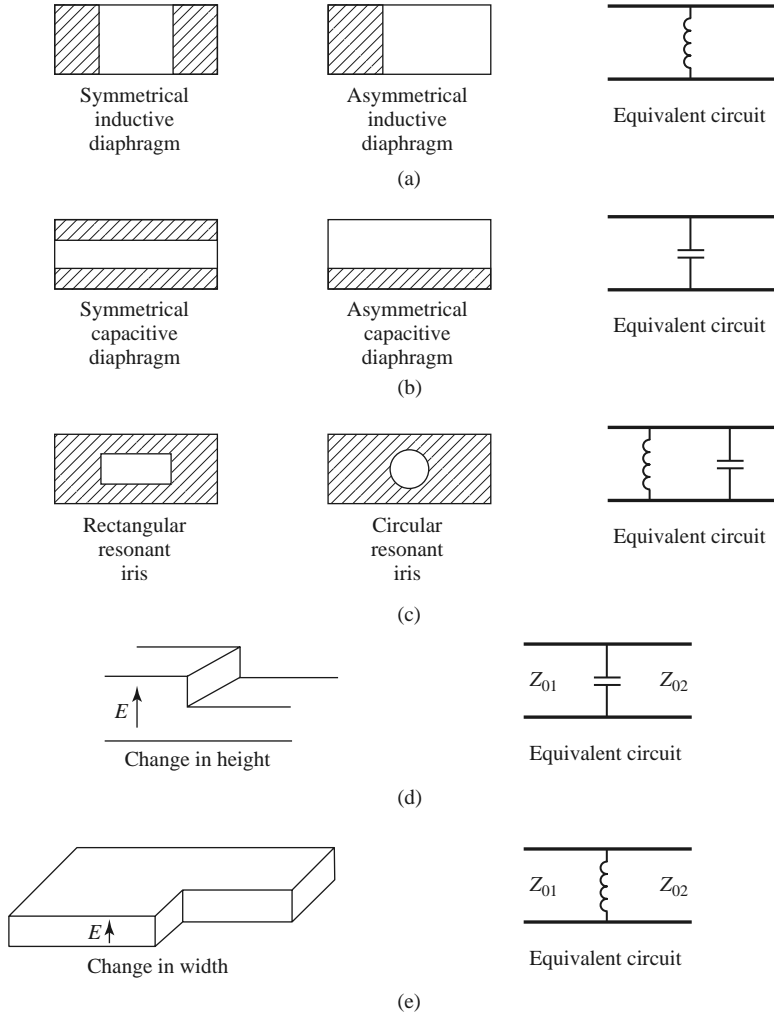 Symmetrical
inductive
diaphragm
Asymmetrical
inductive
diaphragm
Equivalent circuit
(a)
Symmetrical
capacitive
diaphragm
Asymmetrical
capacitive
diaphragm
Equivalent circuit
(b)
Rectangular
resonant
iris
Circular
resonant
iris
Equivalent circuit
(c)
E
Change in height
Z01
Z02
Equivalent circuit
(d)
E
Change in width
Z01
Z02
Equivalent circuit
(e)